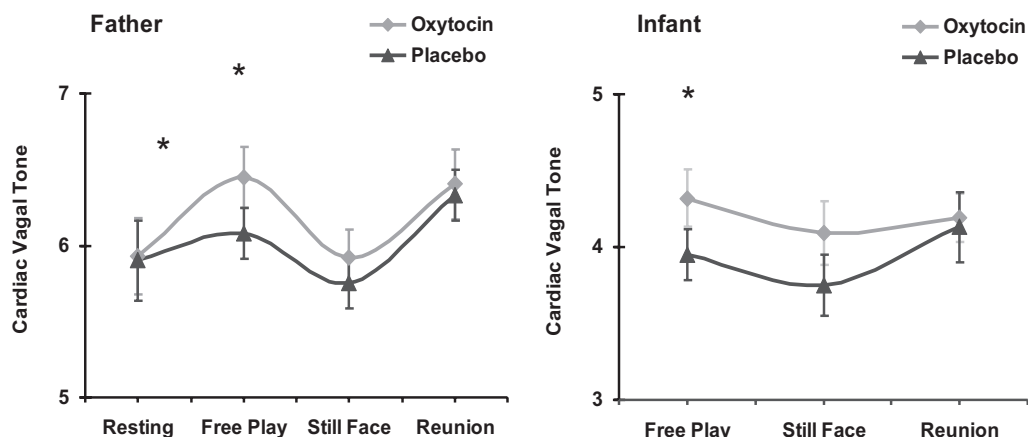 Father
Oxytocin
Placebo
*
*
7
6
5
Cardiac Vagal Tone
Resting Free Play Still Face Reunion
Infant
Oxytocin
Placebo
*
5
4
3
Cardiac Vagal Tone
Free Play Still Face Reunion